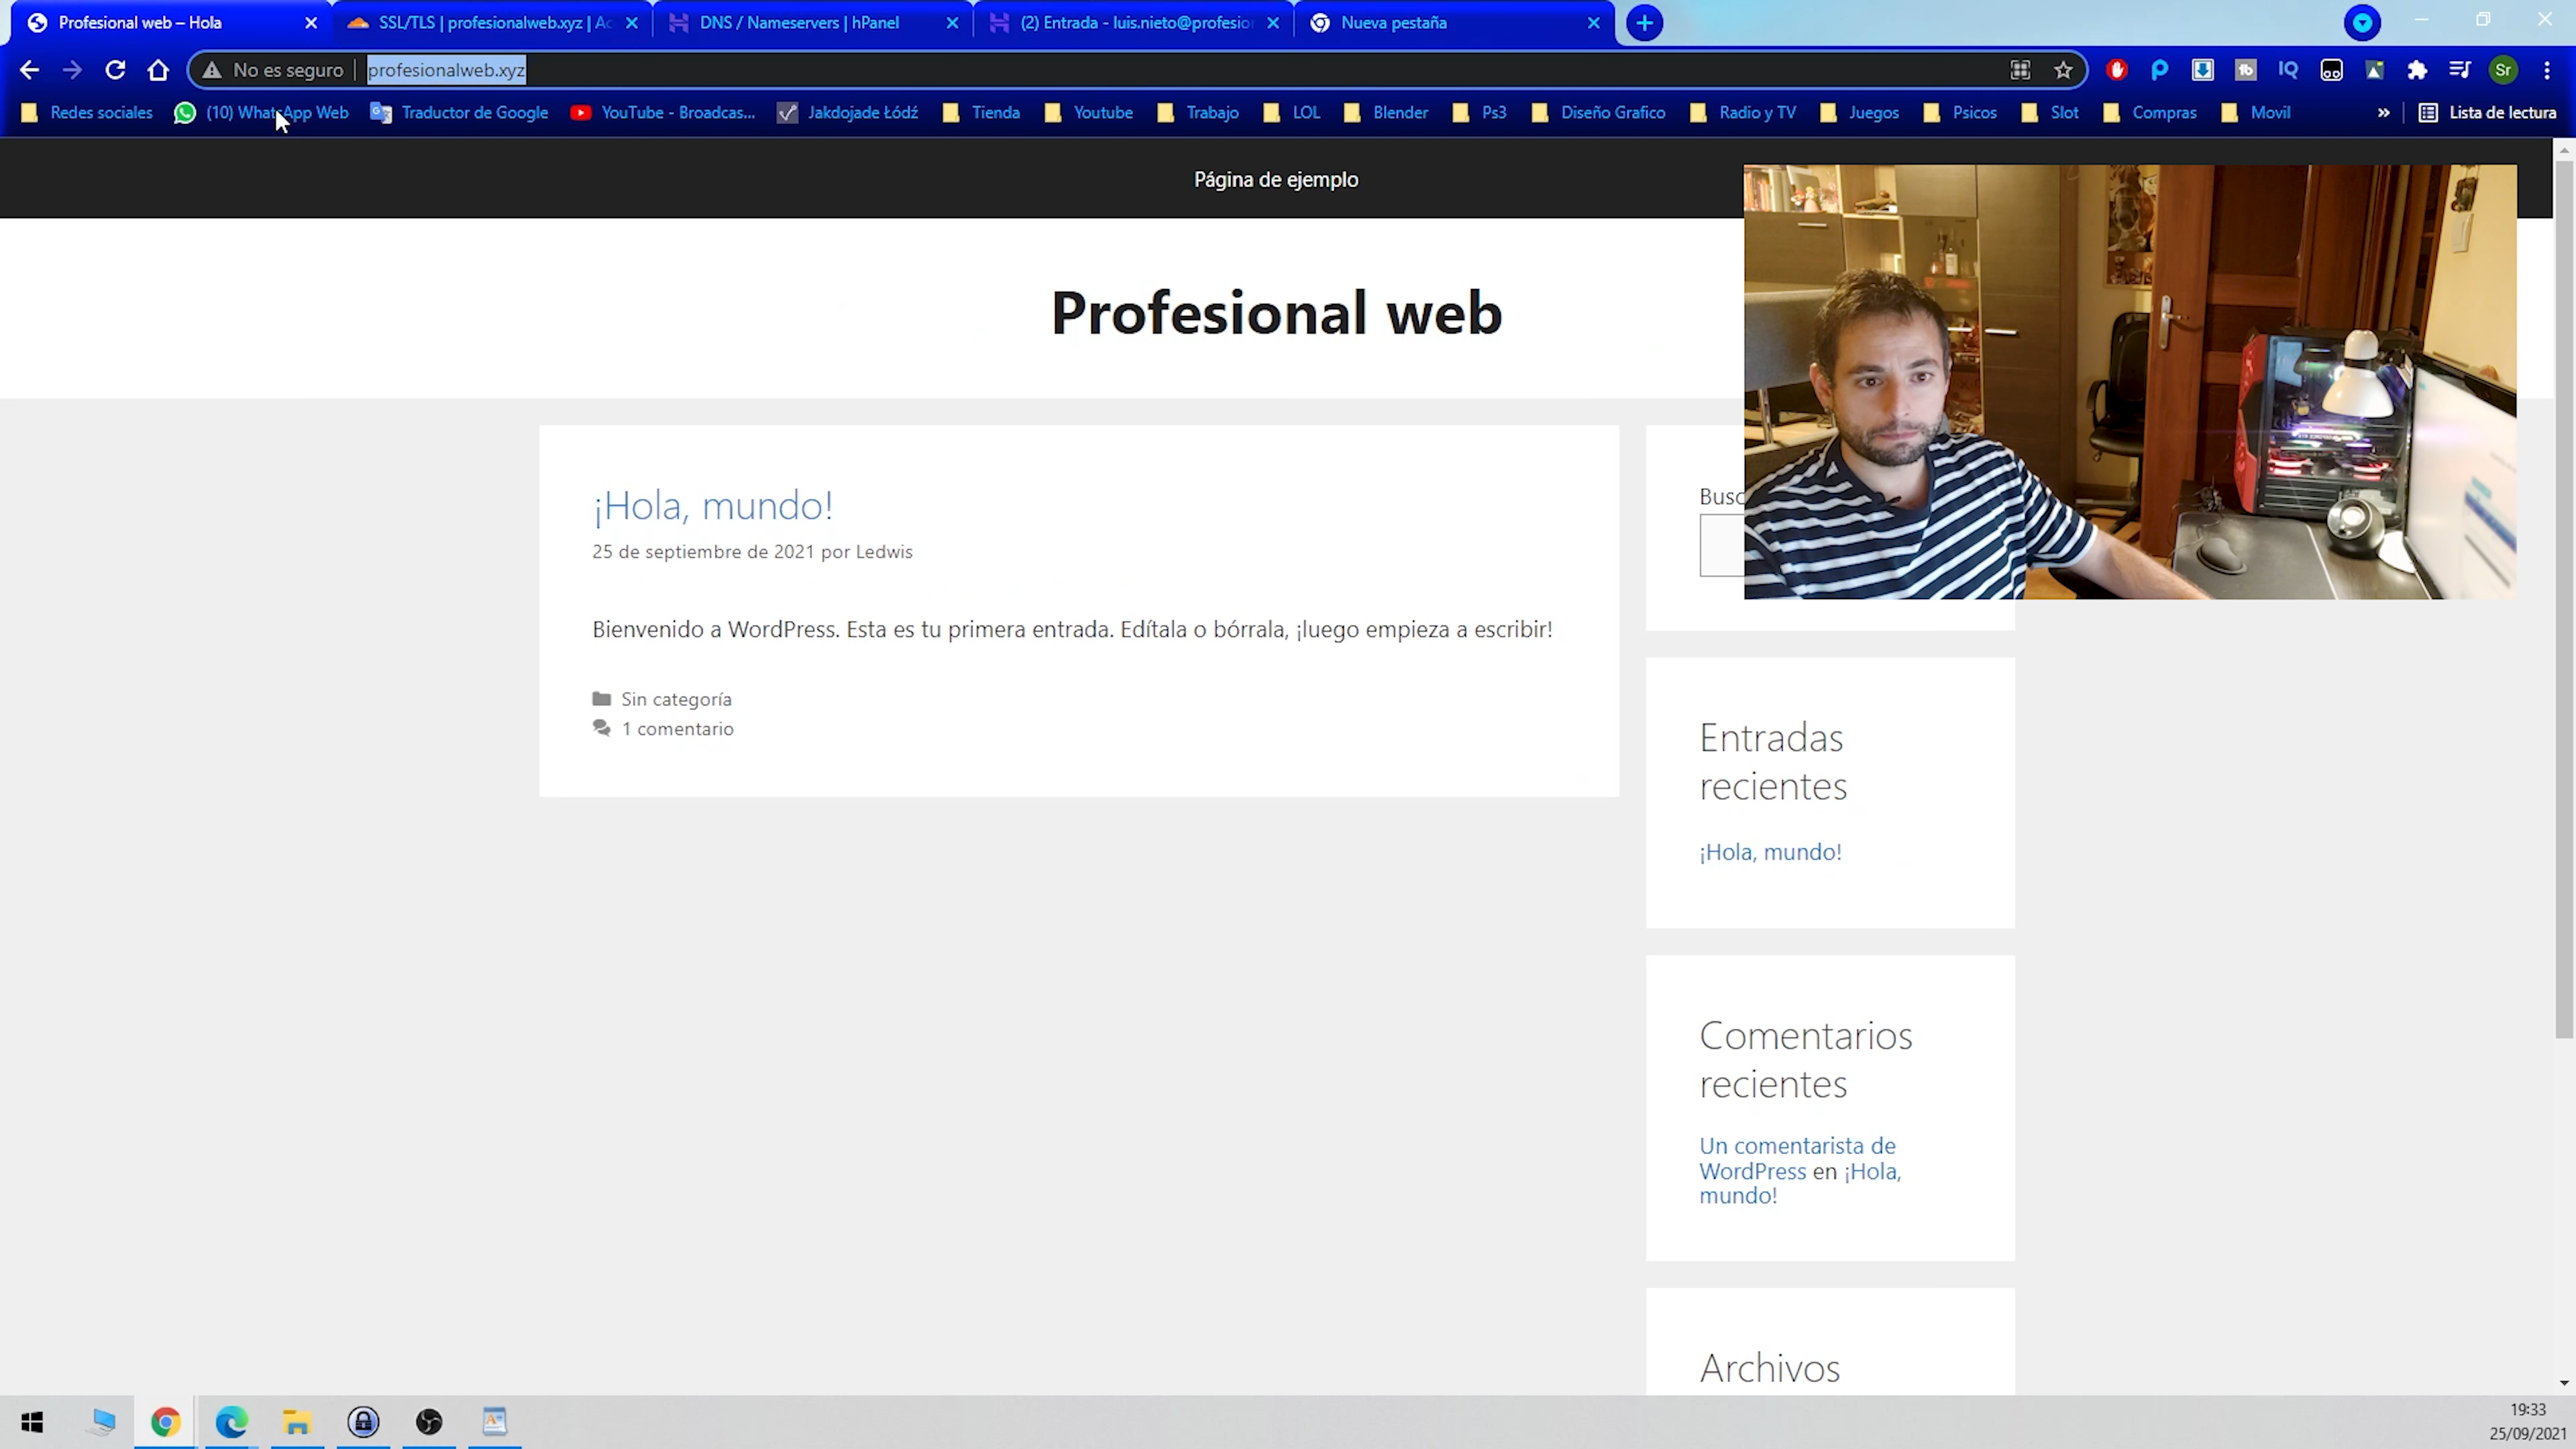 Profesional web – Hola
SSL/TLS | profesionalweb.xyz | Ac
DNS / Nameservers | hPanel
(2) Entrada - luis.nieto@profesion
Nueva pestaña
No es seguro | profesionalweb.xyz
Redes sociales
(10) WhatsApp Web
Traductor de Google
YouTube - Broadcas...
Jakdojade Łódź
Tienda
Youtube
Trabajo
LOL
Blender
Ps3
Diseño Grafico
Radio y TV
Juegos
Psicos
Slot
Compras
Movil
»
Lista de lectura
Página de ejemplo
Profesional web
¡Hola, mundo!
25 de septiembre de 2021 por Ledwis
Bienvenido a WordPress. Esta es tu primera entrada. Edítala o bórrala, ¡luego empieza a escribir!
Sin categoría
1 comentario
Busc
Entradas
recientes
¡Hola, mundo!
Comentarios
recientes
Un comentarista de
WordPress en ¡Hola,
mundo!
Archivos
19:33
25/09/2021